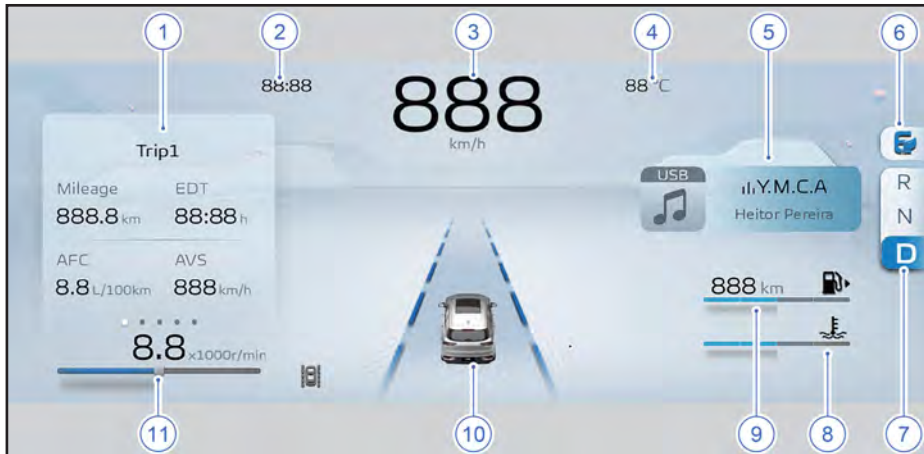 1 2 3 4 5 6
88:88 888 88 °C
km/h
Trip1
Mileage EDT
888.8 km 88:88 h
AFC AVS
8.8 L/100km 888 km/h
8.8 x1000r/min
USB
Y.M.C.A
Heitor Pereira
R
N
D
888 km
11 10 9 8 7